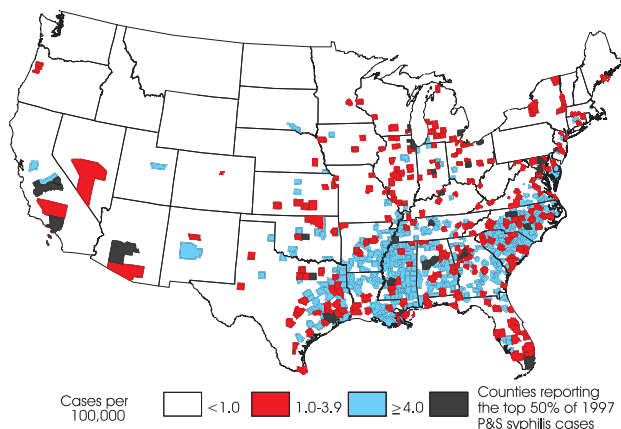 Cases per
100,000
<1.0
1.0-3.9
≥4.0
Counties reporting
the top 50% of 1997
P&S syphilis cases